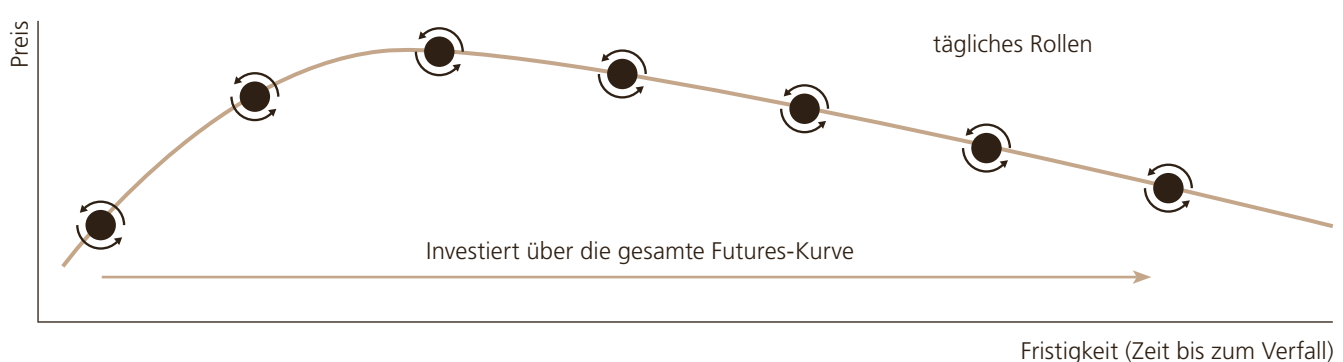 Preis
tägliches Rollen
Investiert über die gesamte Futures-Kurve
Fristigkeit (Zeit bis zum Verfall)